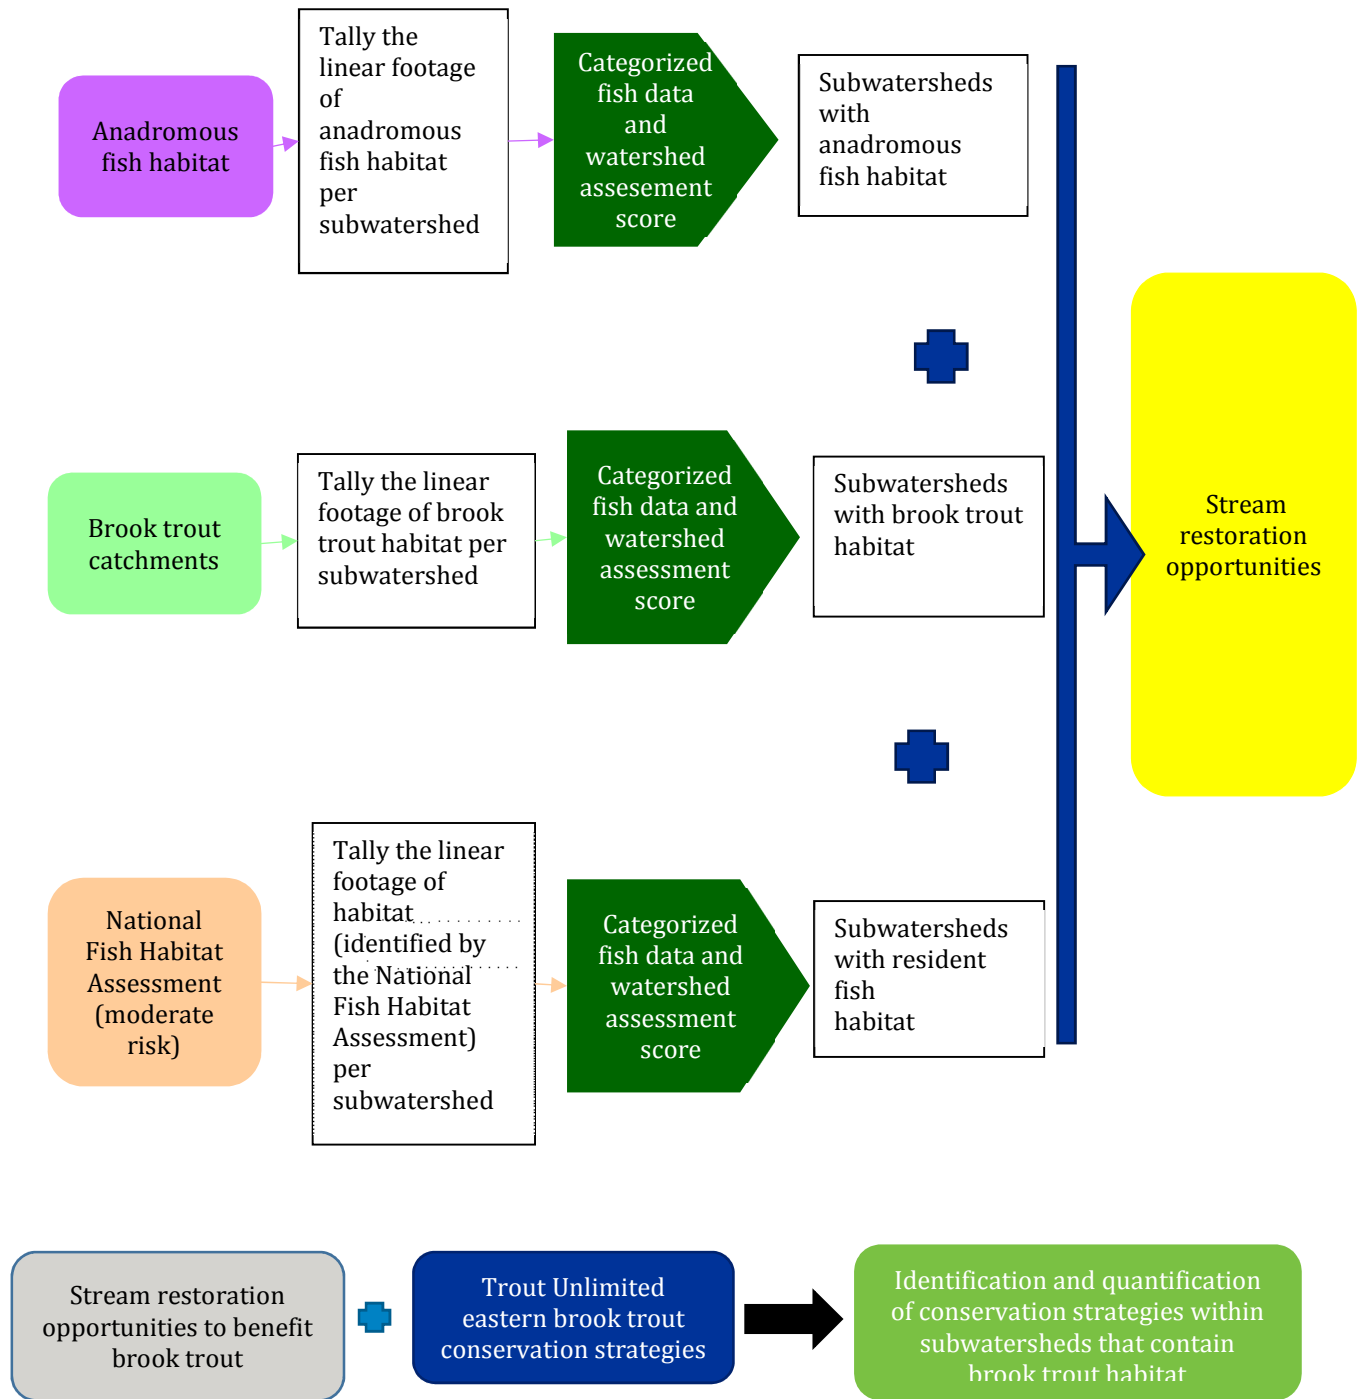 Anadromous
fish habitat
Tally the
linear footage
of
anadromous
fish habitat
per
subwatershed
Categorized
fish data
and
watershed
assesement
score
Subwatersheds
with
anadromous
fish habitat
Brook trout
catchments
Tally the linear
footage of brook
trout habitat per
subwatershed
Categorized
fish data and
watershed
assessment
score
Subwatersheds
with brook trout
habitat
Stream
restoration
opportunities
National
Fish Habitat
Assessment
(moderate
risk)
Tally the linear
footage of
habitat
(identified by
the National
Fish Habitat
Assessment)
per
subwatershed
Categorized
fish data and
watershed
assessment
score
Subwatersheds
with resident
fish
habitat
Stream restoration
opportunities to benefit
brook trout
Trout Unlimited
eastern brook trout
conservation strategies
Identification and quantification
of conservation strategies within
subwatersheds that contain
brook trout habitat